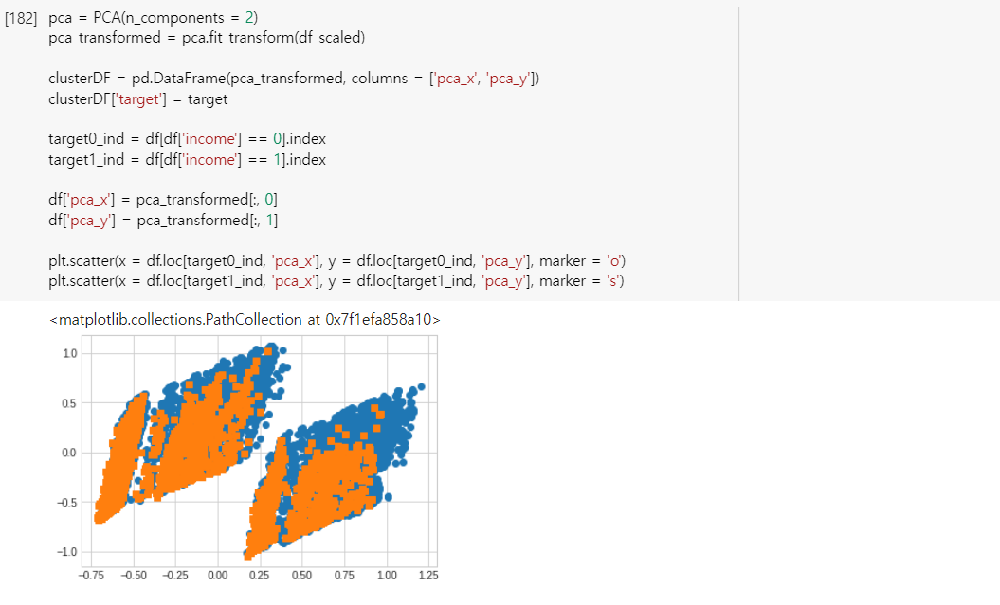 [182] pca = PCA(n_components = 2)
pca_transformed = pca.fit_transform(df_scaled)
clusterDF = pd.DataFrame(pca_transformed, columns = ['pca_x', 'pca_y'])
clusterDF['target'] = target
target0_ind = df[df['income'] == 0].index
target1_ind = df[df['income'] == 1].index
df['pca_x'] = pca_transformed[:, 0]
df['pca_y'] = pca_transformed[:, 1]
plt.scatter(x = df.loc[target0_ind, 'pca_x'], y = df.loc[target0_ind, 'pca_y'], marker = 'o')
plt.scatter(x = df.loc[target1_ind, 'pca_x'], y = df.loc[target1_ind, 'pca_y'], marker = 's')
<matplotlib.collections.PathCollection at 0x7f1efa858a10>
1.0
0.5
0.0
−0.5
−1.0
−0.75 −0.50 −0.25 0.00 0.25 0.50 0.75 1.00 1.25